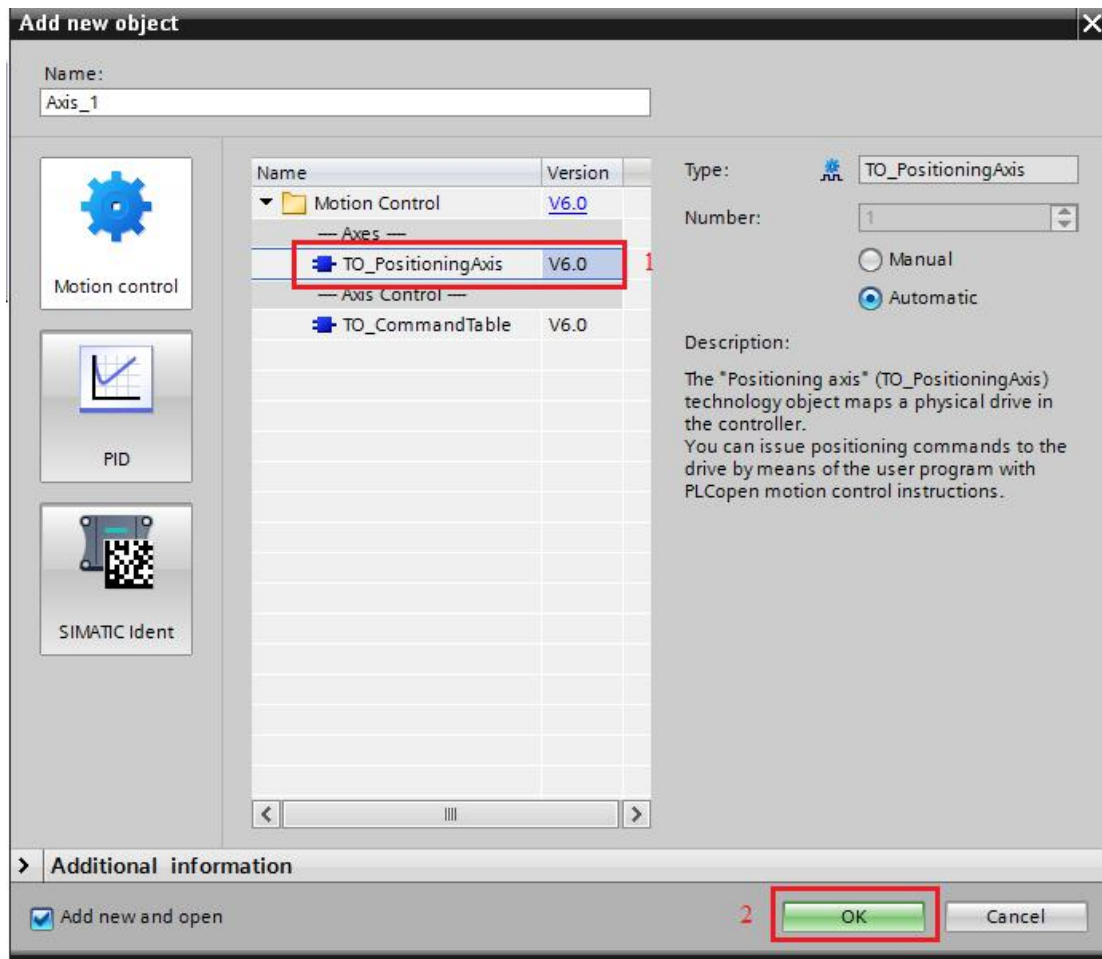 Add new object
Name:
Axis_1
Motion control
PID
SIMATIC Ident
Name Version
Motion Control V6.0
--- Axes ---
TO_PositioningAxis V6.0
1
--- Axis Control ---
TO_CommandTable V6.0
Type: TO_PositioningAxis
Number: 1
Manual
Automatic
Description:
The "Positioning axis" (TO_PositioningAxis)
technology object maps a physical drive in
the controller.
You can issue positioning commands to the
drive by means of the user program with
PLCopen motion control instructions.
Additional information
Add new and open
2
OK
Cancel